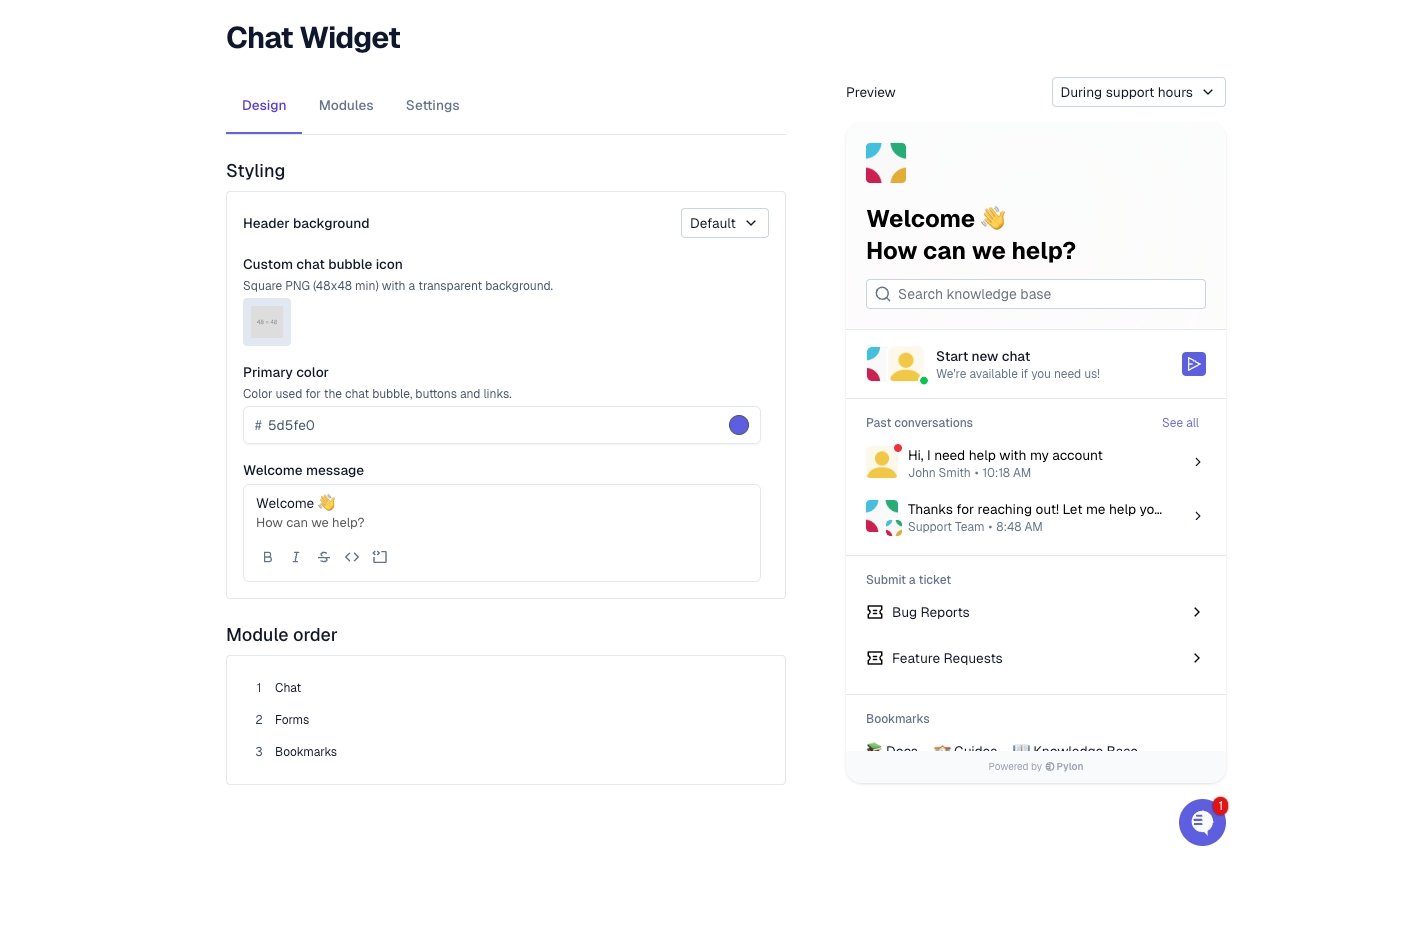 Chat Widget
Design Modules Settings
Styling
Header background Default
Custom chat bubble icon
Square PNG (48x48 min) with a transparent background.
48 × 48
Primary color
Color used for the chat bubble, buttons and links.
# 5d5fe0
Welcome message
Welcome 👋
How can we help?
B I S <>
Module order
1 Chat
2 Forms
3 Bookmarks
Preview During support hours
Welcome 👋
How can we help?
Search knowledge base
Start new chat
We're available if you need us!
Past conversations See all
Hi, I need help with my account
John Smith • 10:18 AM
Thanks for reaching out! Let me help yo...
Support Team • 8:48 AM
Submit a ticket
Bug Reports
Feature Requests
Bookmarks
Docs Guides Knowledge Base
Powered by Pylon
1